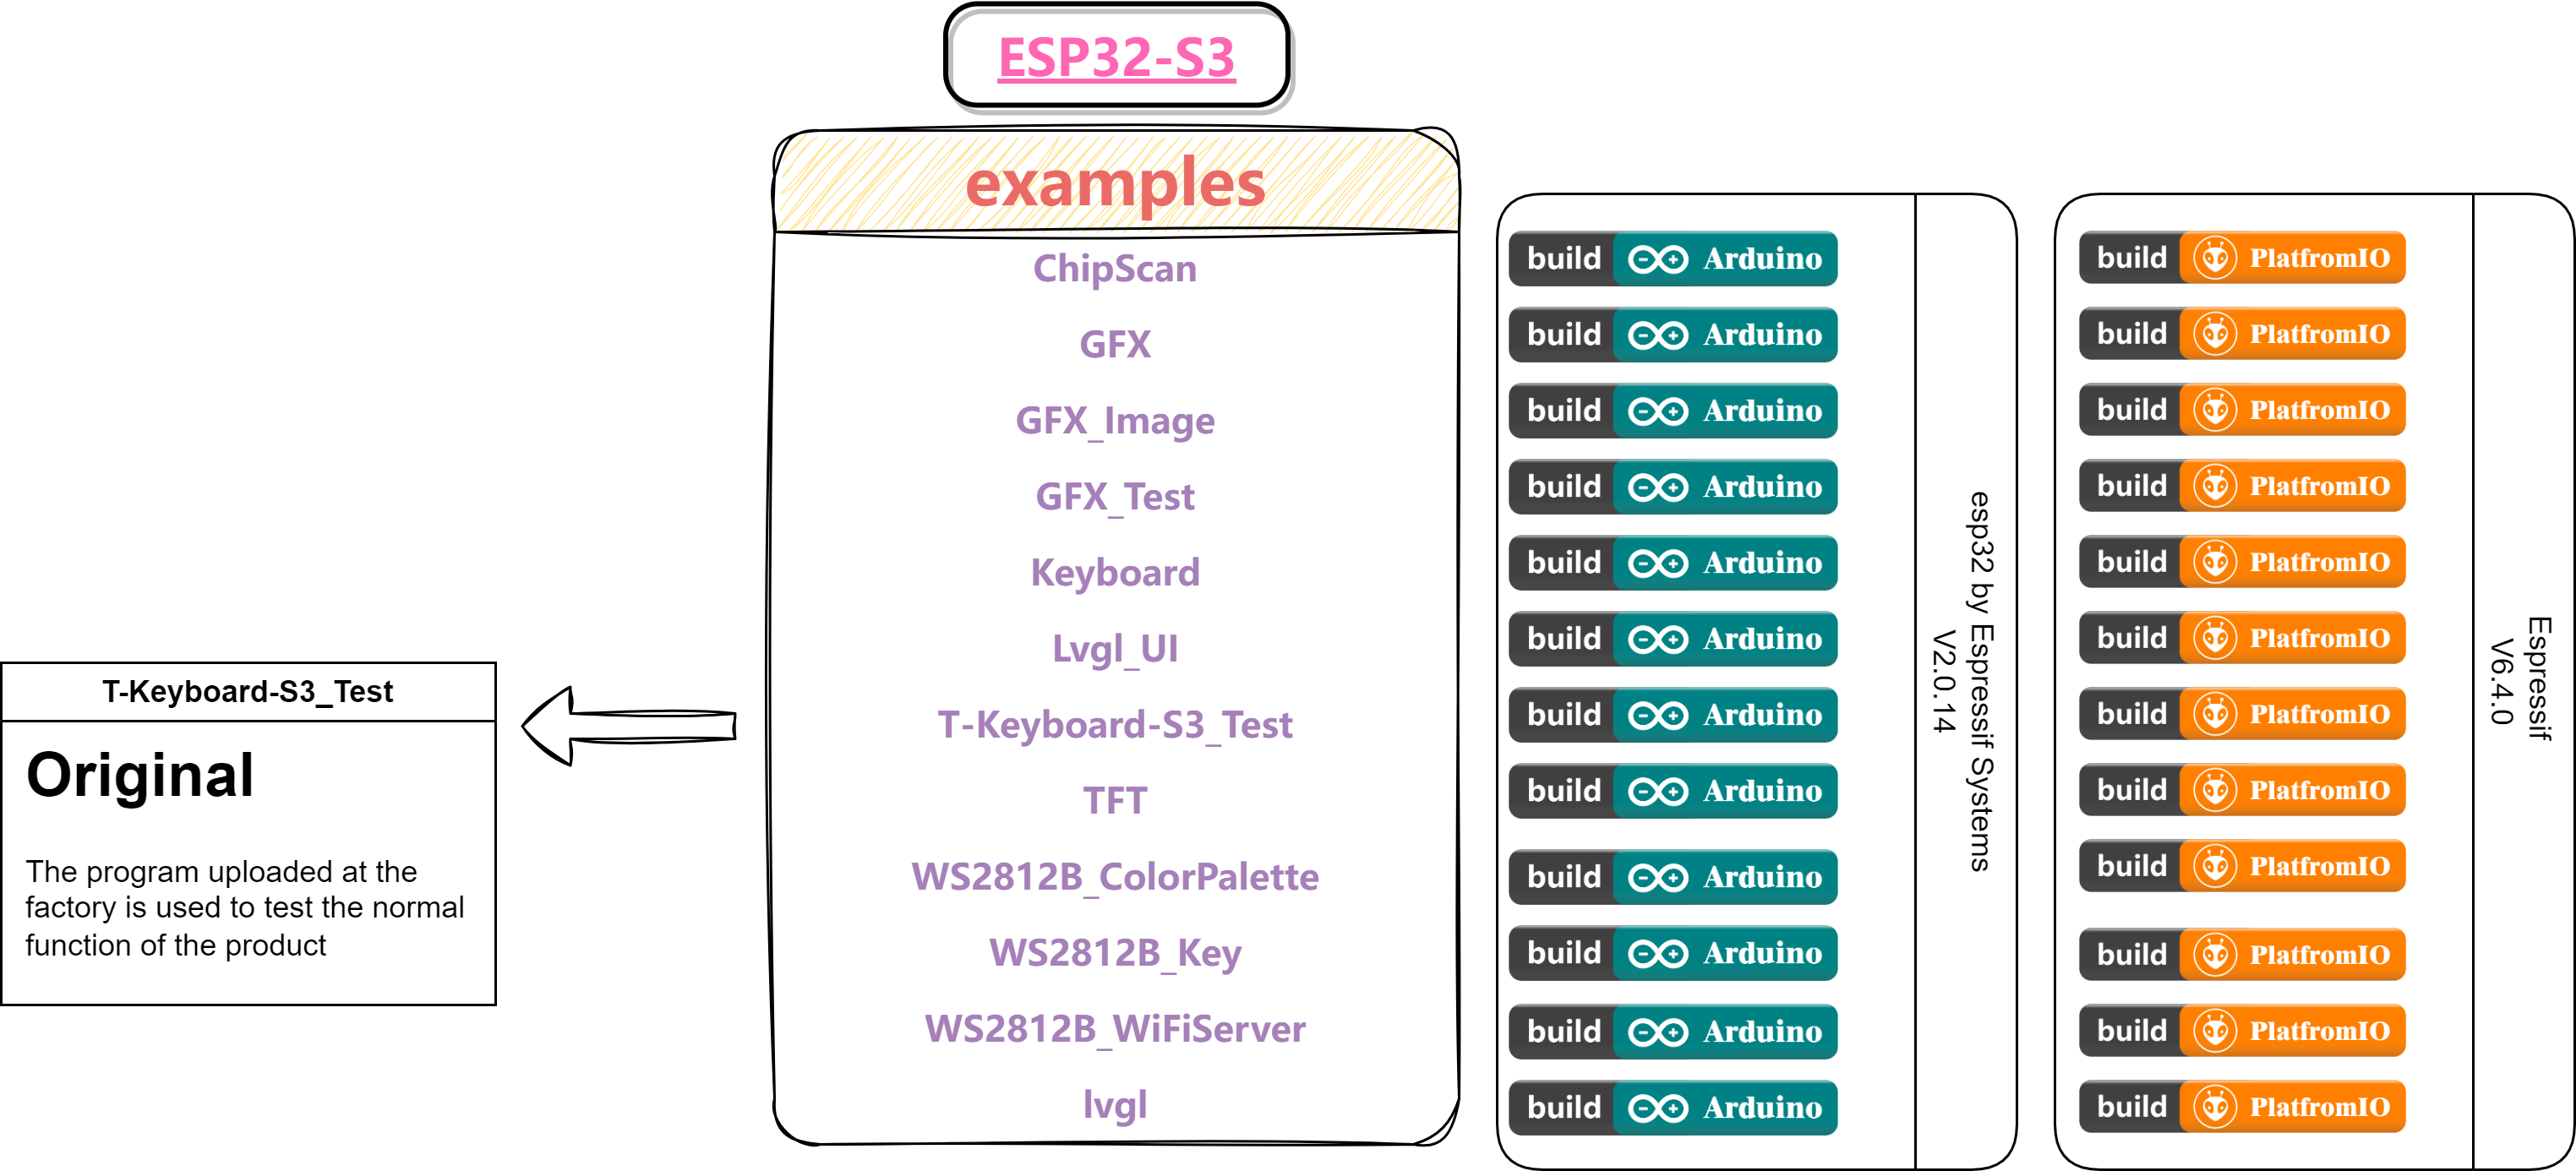 ESP32-S3
examples
ChipScan
GFX
GFX_Image
GFX_Test
Keyboard
Lvgl_UI
T-Keyboard-S3_Test
TFT
WS2812B_ColorPalette
WS2812B_Key
WS2812B_WiFiServer
lvgl
T-Keyboard-S3_Test
Original
The program uploaded at the
factory is used to test the normal
function of the product
build Arduino
build Arduino
build Arduino
build Arduino
build Arduino
build Arduino
build Arduino
build Arduino
build Arduino
build Arduino
build Arduino
build Arduino
esp32 by Espressif Systems
V2.0.14
build PlatfromIO
build PlatfromIO
build PlatfromIO
build PlatfromIO
build PlatfromIO
build PlatfromIO
build PlatfromIO
build PlatfromIO
build PlatfromIO
build PlatfromIO
build PlatfromIO
build PlatfromIO
Espressif
V6.4.0